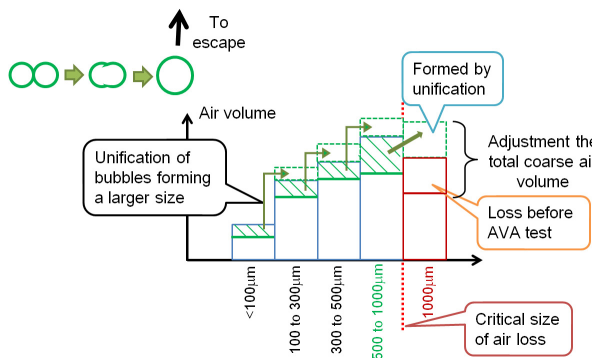 To
escape
Air volume
Formed by
unification
Unification of
bubbles forming
a larger size
Adjustment the
total coarse ai
volume
Loss before
AVA test
<100μm
100 to 300μm
300 to 500μm
500 to 1000μm
1000μm
Critical size
of air loss